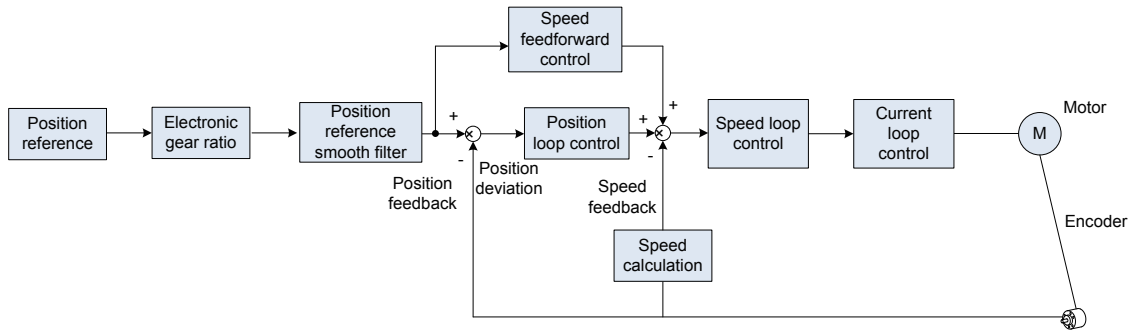 Speed
feedforward
control
Position
reference
Electronic
gear ratio
Position
reference
smooth filter
+
-
Position
feedback
Position
deviation
Position
loop control
+
+
-
Speed
feedback
Speed
calculation
Speed loop
control
Current
loop
control
Motor
M
Encoder